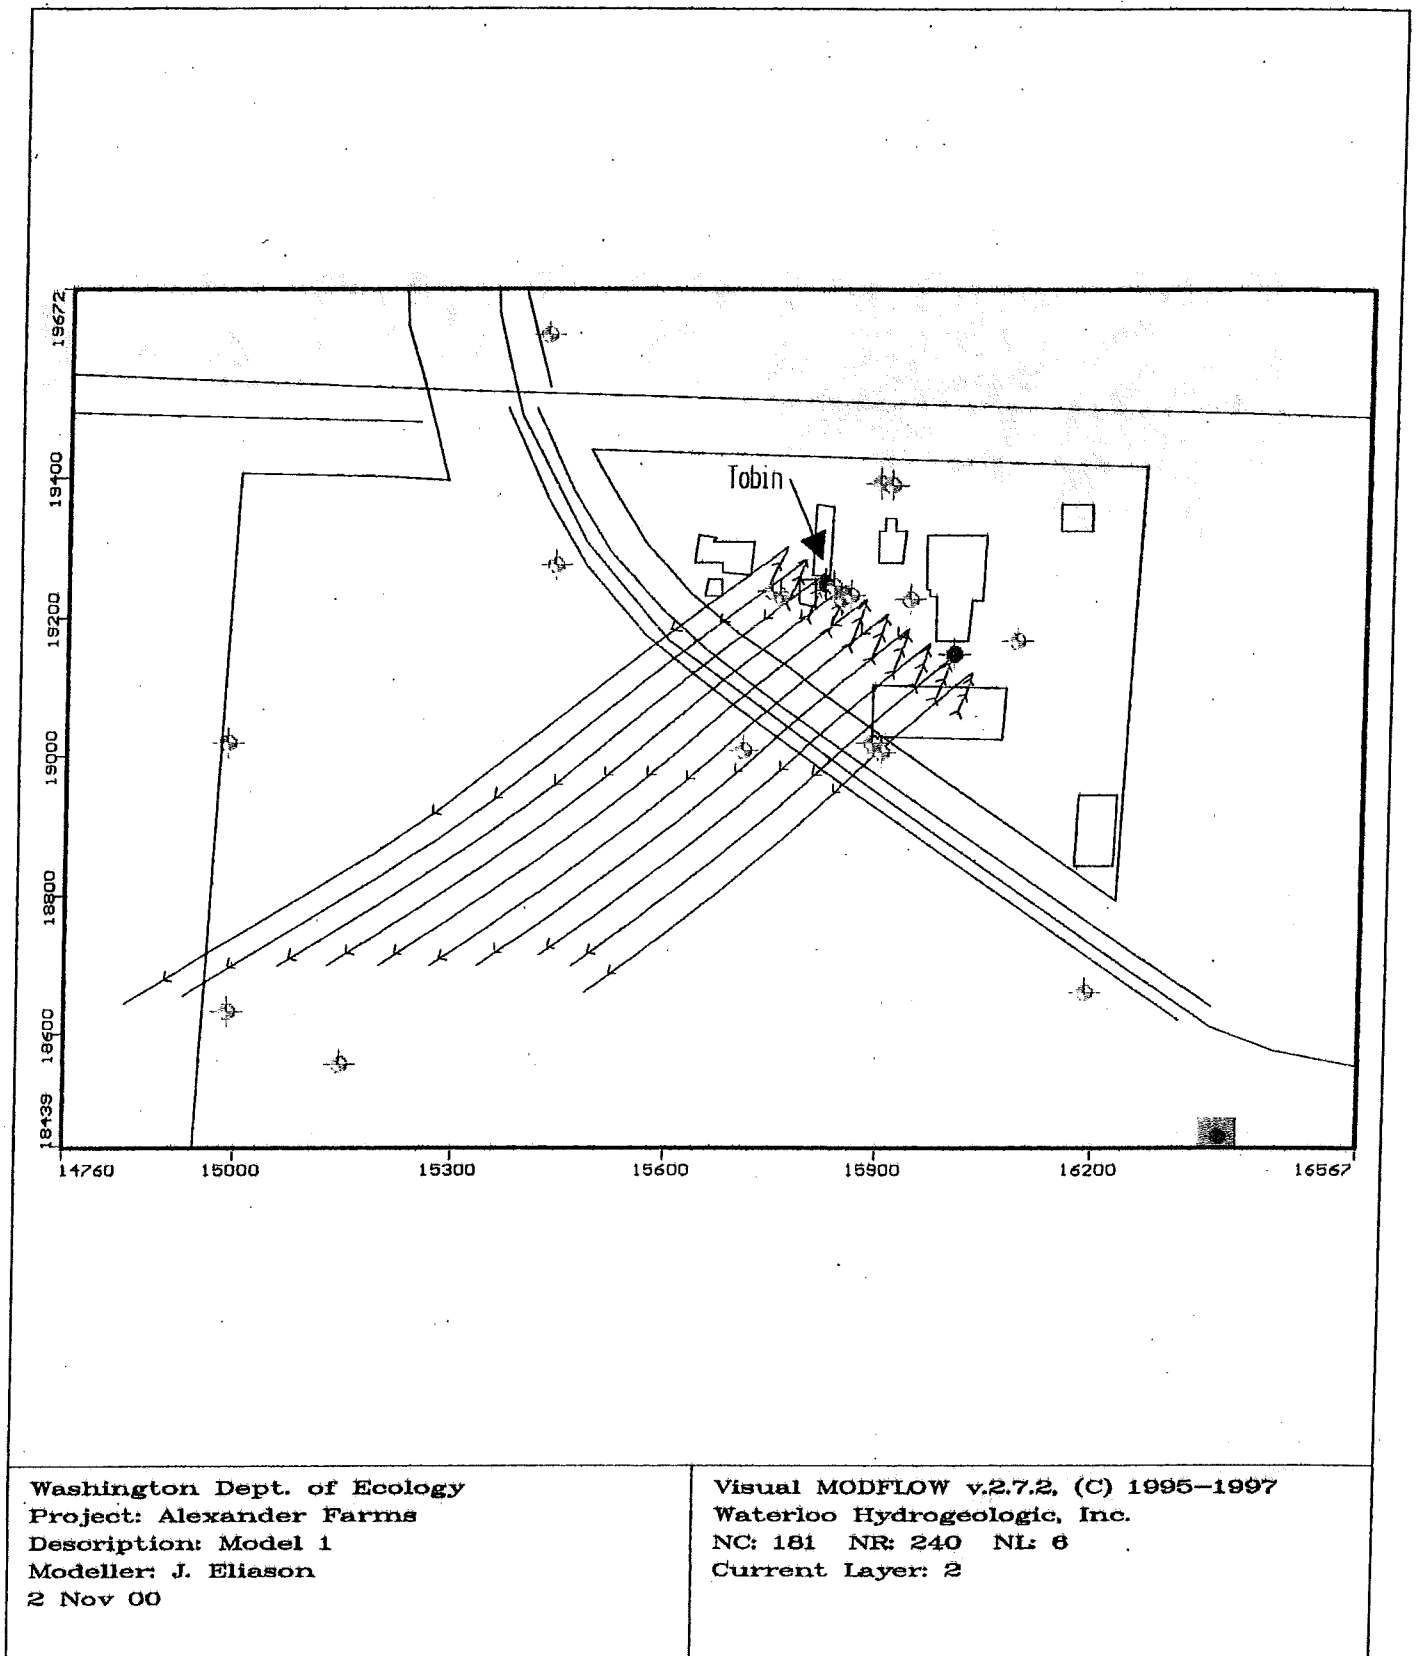 19672
19400
19200
19000
18800
18600
18439
Tobin
14760 15000 15300 15600 15900 16200 16567
Washington Dept. of Ecology
Project: Alexander Farms
Description: Model 1
Modeller: J. Eliason
2 Nov 00
Visual MODFLOW v.2.7.2, (C) 1995-1997
Waterloo Hydrogeologic, Inc.
NC: 181 NR: 240 NL: 6
Current Layer: 2